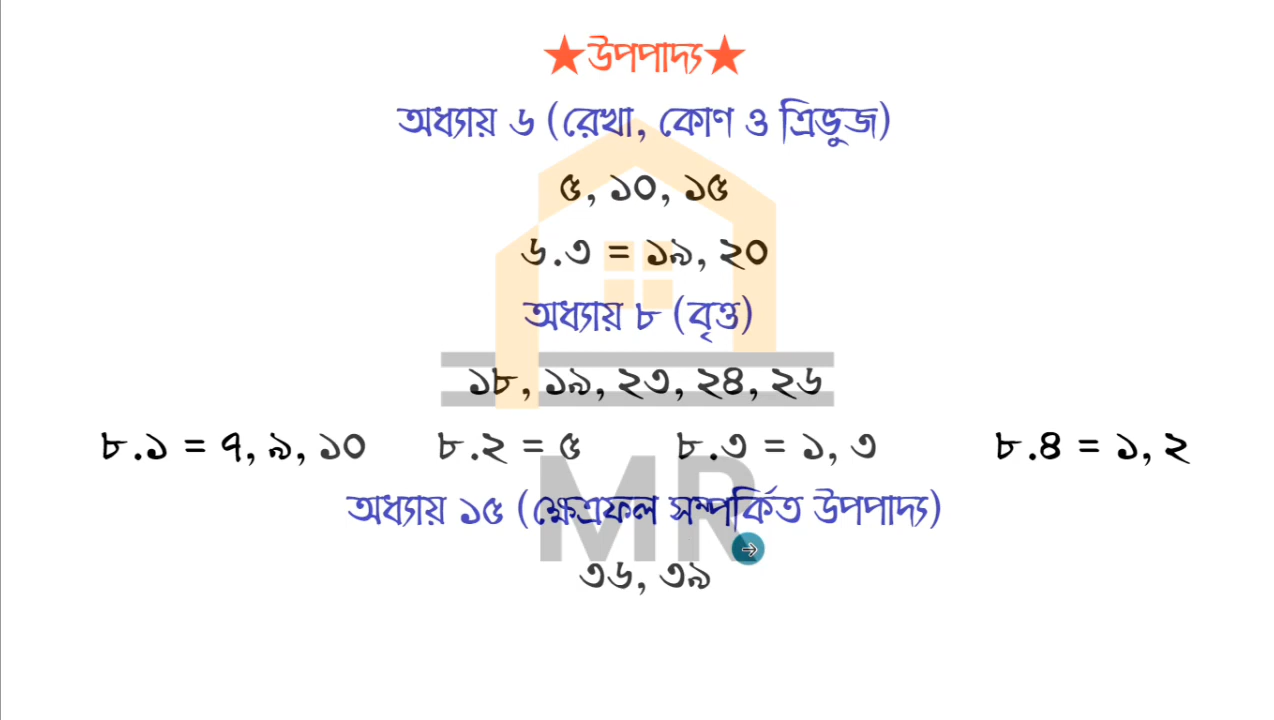 ★উপপাদ্য★
অধ্যায় ৬ (রেখা, কোণ ও ত্রিভুজ)
৫, ১০, ১৫
৬.৩ = ১৯, ২০
অধ্যায় ৮ (বৃত্ত)
১৮, ১৯, ২৩, ২৪, ২৬
৮.১ = ৭, ৯, ১০ ৮.২ = ৫ ৮.৩ = ১, ৩ ৮.৪ = ১, ২
অধ্যায় ১৫ (ক্ষেত্রফল সম্পর্কিত উপপাদ্য)
MR
৩৬, ৩৯